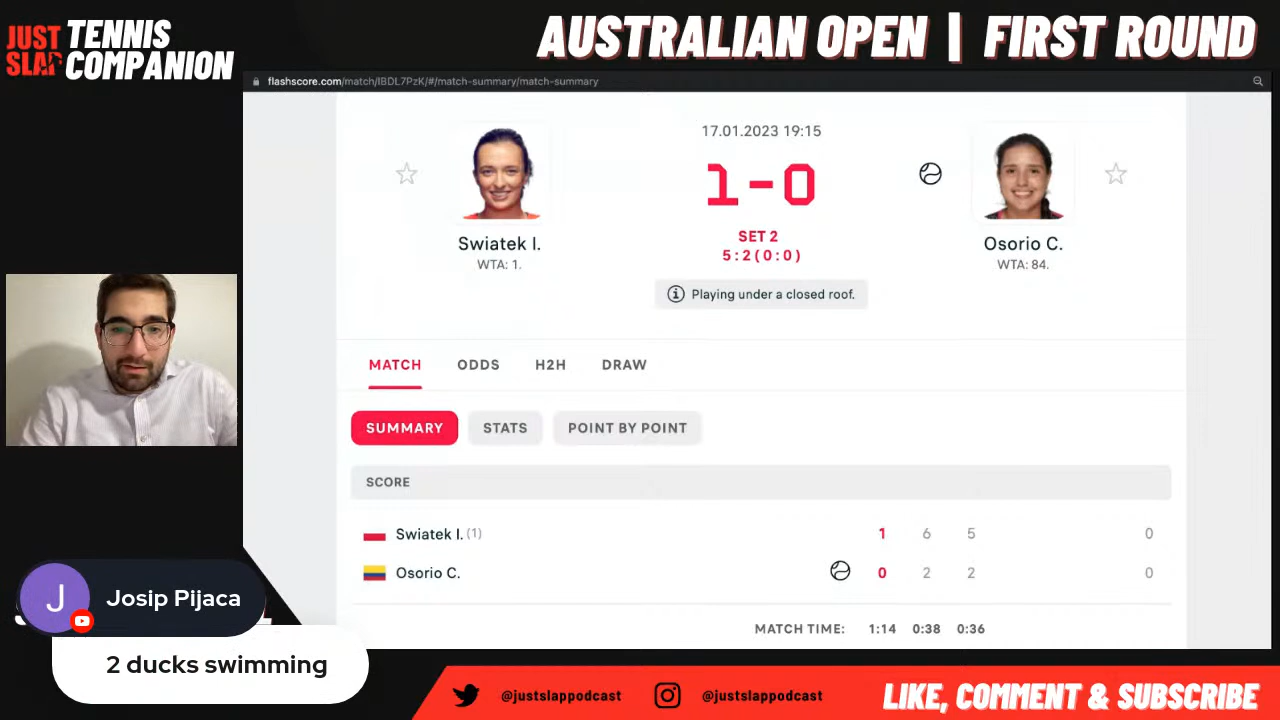 JUST TENNIS
SLAP COMPANION
AUSTRALIAN OPEN | FIRST ROUND
flashscore.com/match/IBDL7PzK/#/match-summary/match-summary
17.01.2023 19:15
1-0
Swiatek I.
WTA: 1.
SET 2
5 : 2 ( 0 : 0 )
Osorio C.
WTA: 84.
Playing under a closed roof.
MATCH ODDS H2H DRAW
SUMMARY STATS POINT BY POINT
SCORE
Swiatek I. (1) 1 6 5 0
Osorio C. 0 2 2 0
MATCH TIME: 1:14 0:38 0:36
J Josip Pijaca
2 ducks swimming
@justslappodcast @justslappodcast LIKE, COMMENT & SUBSCRIBE